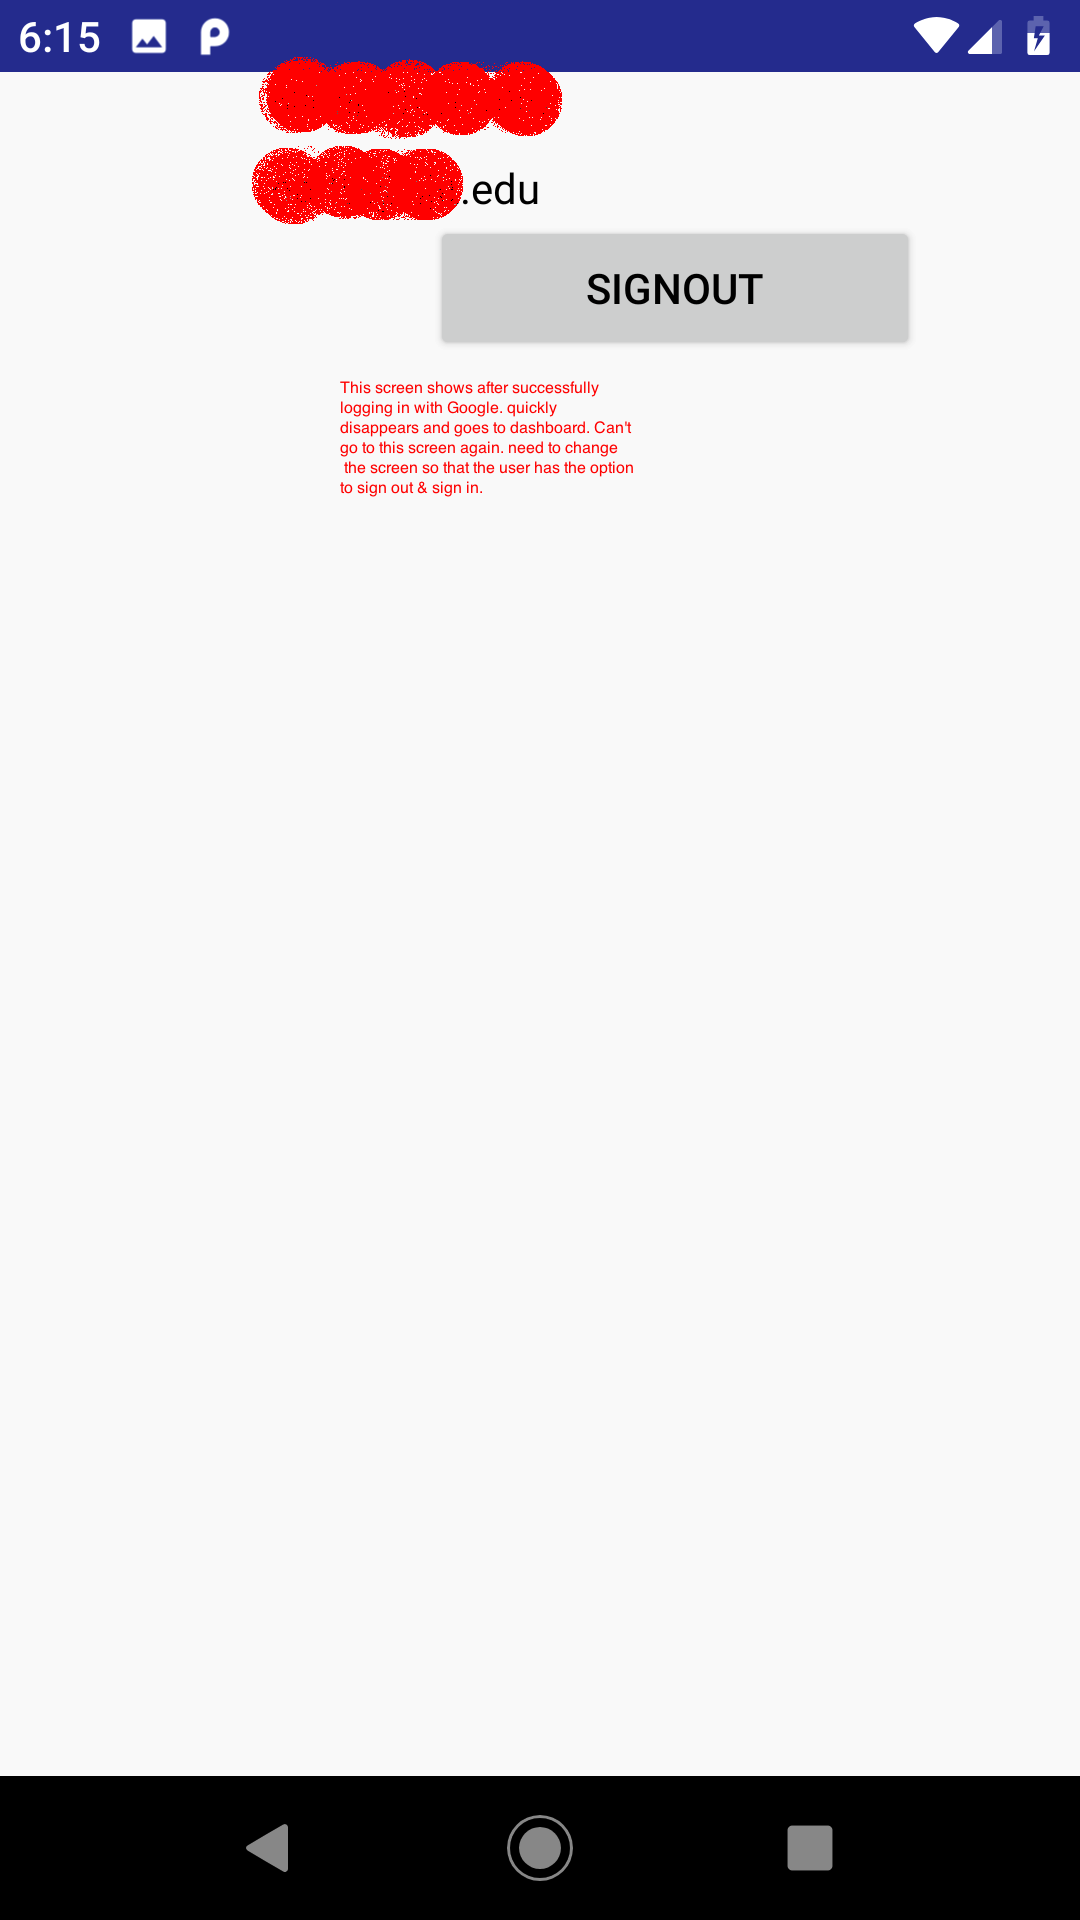 6:15
.edu
SIGNOUT
This screen shows after successfully
logging in with Google. quickly
disappears and goes to dashboard. Can't
go to this screen again. need to change
the screen so that the user has the option
to sign out & sign in.